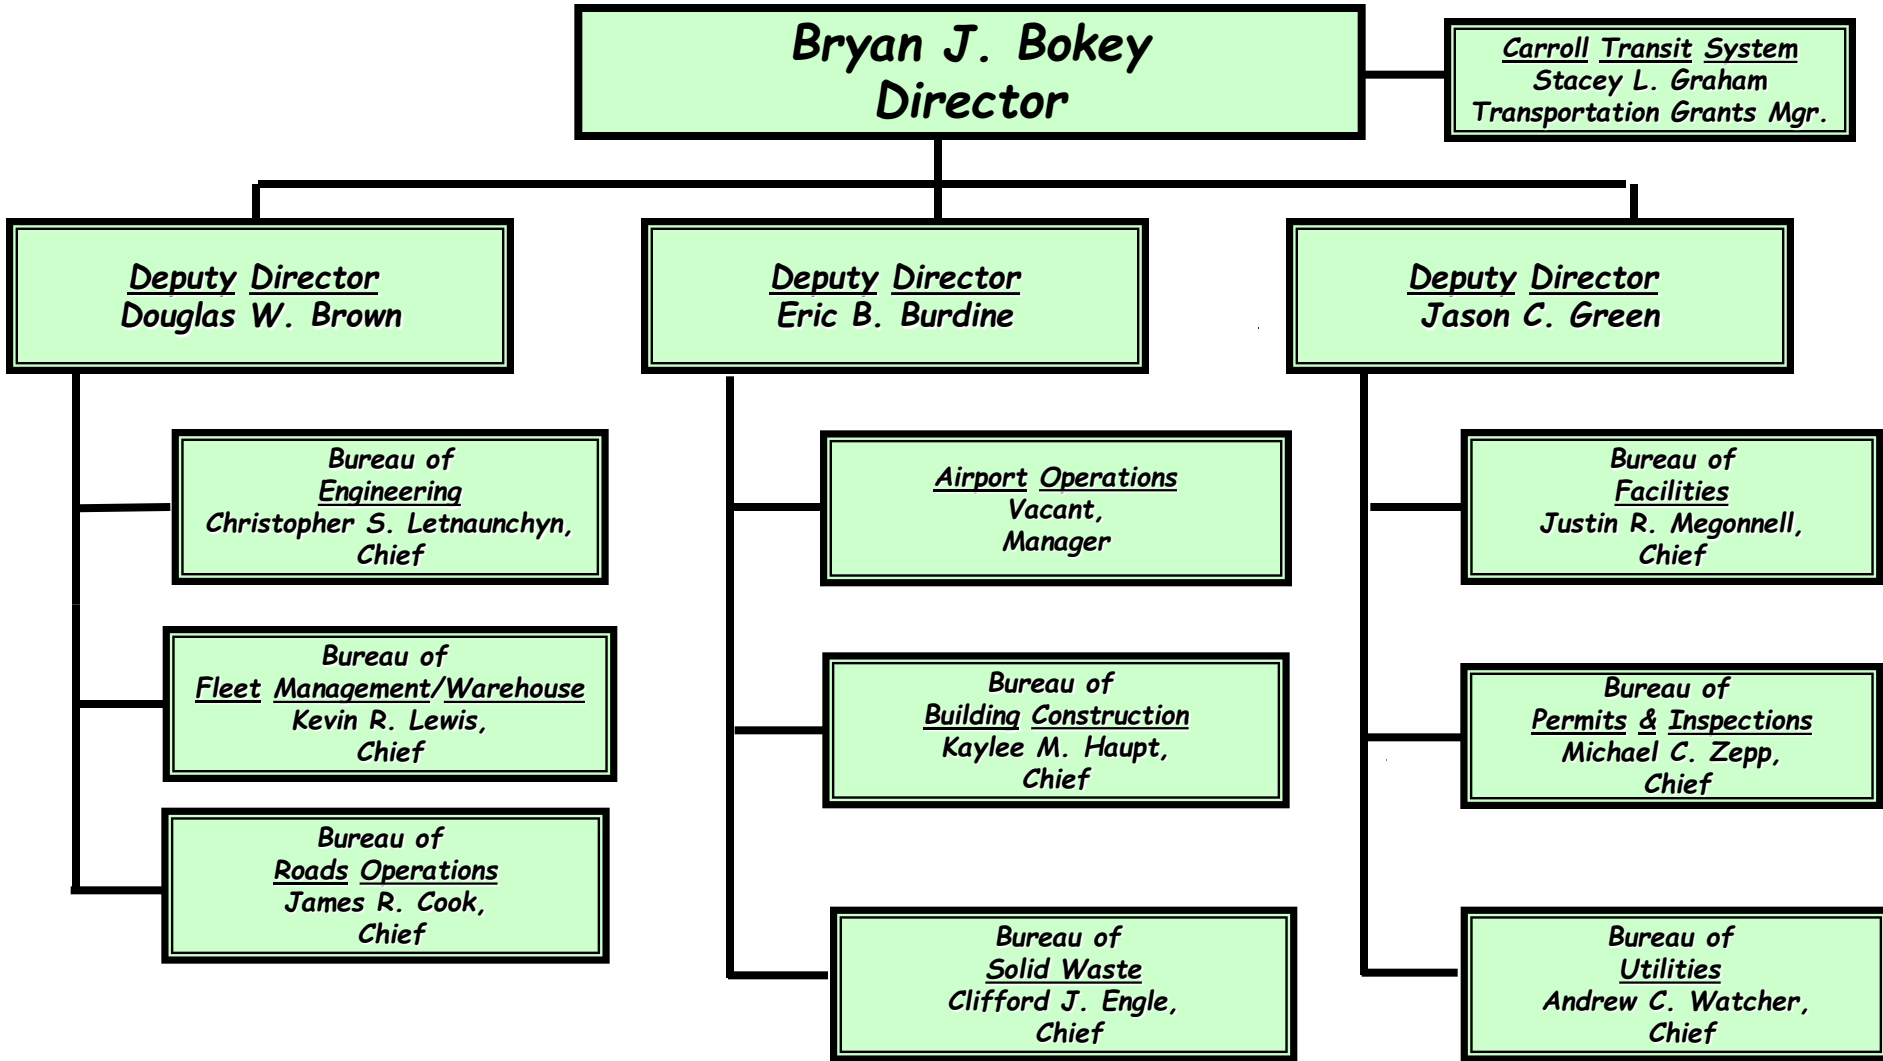 Bryan J. Bokey
Director
Carroll Transit System
Stacey L. Graham
Transportation Grants Mgr.
Deputy Director
Douglas W. Brown
Deputy Director
Eric B. Burdine
Deputy Director
Jason C. Green
Bureau of
Engineering
Christopher S. Letnaunchyn,
Chief
Bureau of
Fleet Management/Warehouse
Kevin R. Lewis,
Chief
Bureau of
Roads Operations
James R. Cook,
Chief
Airport Operations
Vacant,
Manager
Bureau of
Building Construction
Kaylee M. Haupt,
Chief
Bureau of
Solid Waste
Clifford J. Engle,
Chief
Bureau of
Facilities
Justin R. Megonnell,
Chief
Bureau of
Permits & Inspections
Michael C. Zepp,
Chief
Bureau of
Utilities
Andrew C. Watcher,
Chief